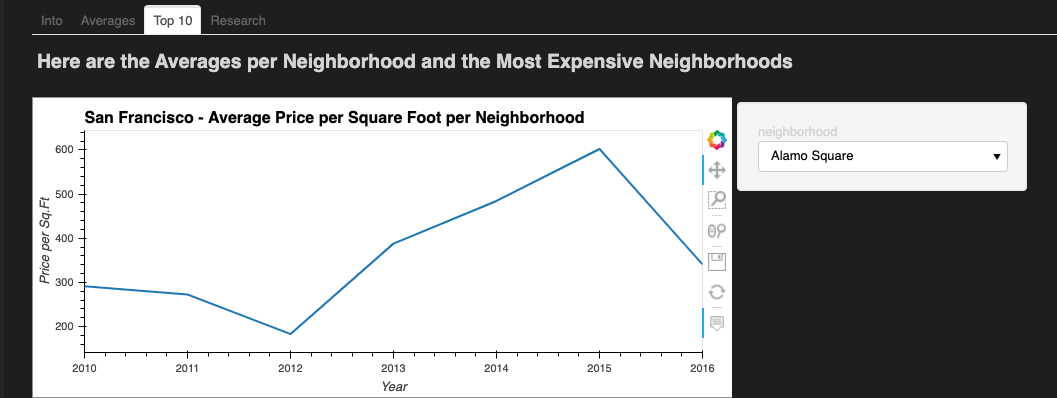 Into Averages Top 10 Research
Here are the Averages per Neighborhood and the Most Expensive Neighborhoods
San Francisco - Average Price per Square Foot per Neighborhood
600
500
400
300
200
Price per Sq.Ft
2010 2011 2012 2013 2014 2015 2016
Year
neighborhood
Alamo Square